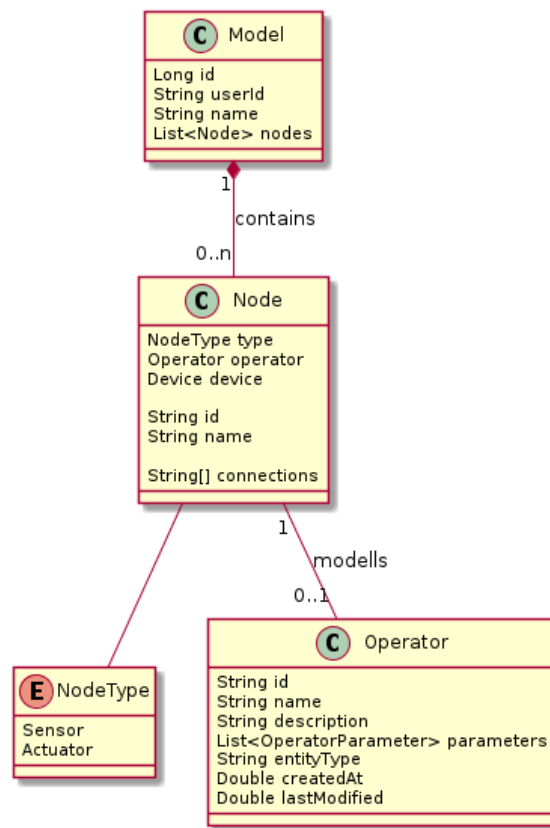 C Model
Long id
String userId
String name
List<Node> nodes
1
contains
0..n
C Node
NodeType type
Operator operator
Device device
String id
String name
String[] connections
1
modells
0..1
E NodeType
Sensor
Actuator
C Operator
String id
String name
String description
List<OperatorParameter> parameters
String entityType
Double createdAt
Double lastModified